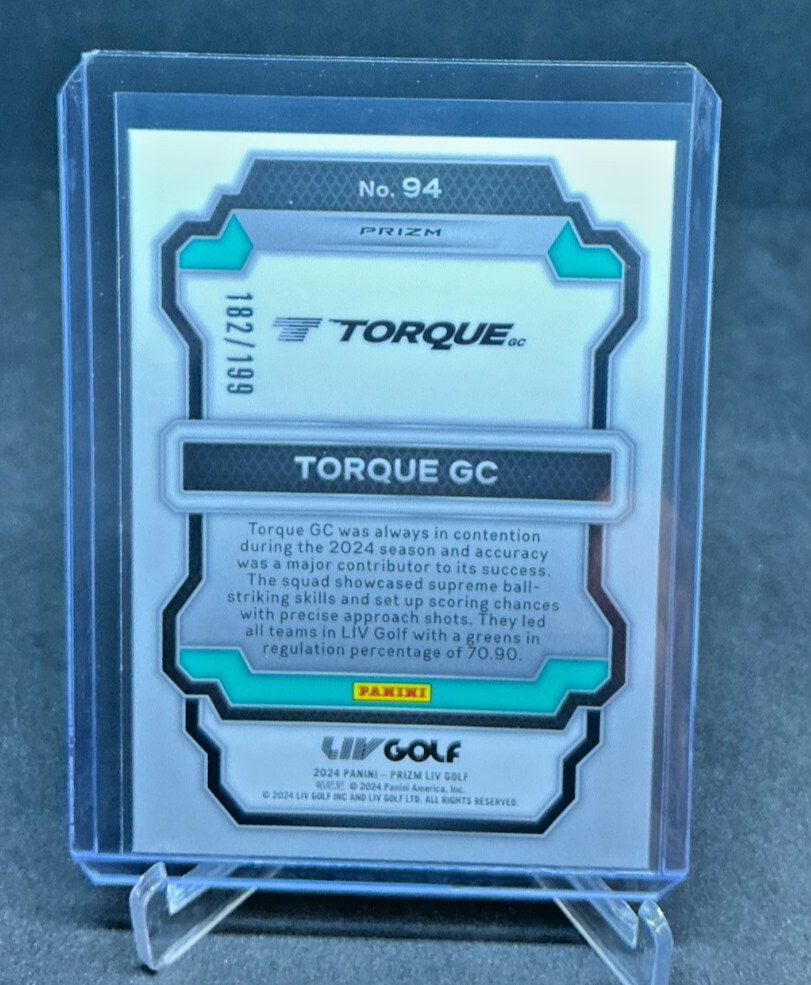 No. 94
PRIZM
182/199
TORQUE GC
TORQUE GC
Torque GC was always in contention
during the 2024 season and accuracy
was a major contributor to its success.
The squad showcased supreme ball-
striking skills and set up scoring chances
with precise approach shots. They led
all teams in LIV Golf with a greens in
regulation percentage of 70.90.
PANINI
LIV GOLF
2024 PANINI – PRIZM LIV GOLF
帕尼尼 © 2024 Panini America, Inc.
© 2024 LIV GOLF INC AND LIV GOLF LTD. ALL RIGHTS RESERVED.